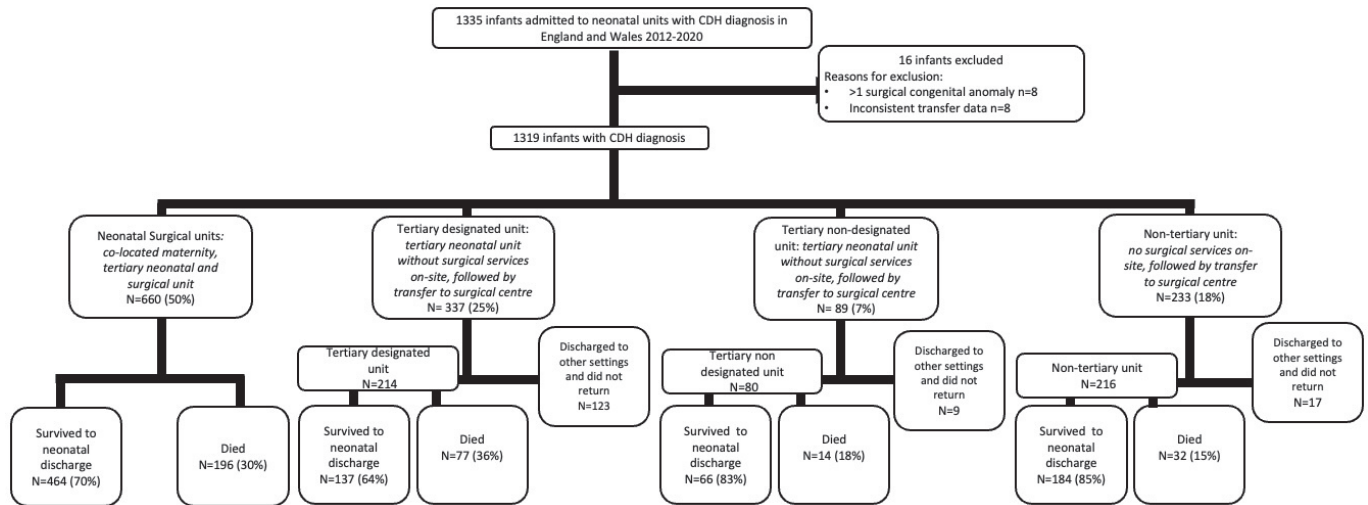 1335 infants admitted to neonatal units with CDH diagnosis in
England and Wales 2012-2020
16 infants excluded
Reasons for exclusion:
• >1 surgical congenital anomaly n=8
• Inconsistent transfer data n=8
1319 infants with CDH diagnosis
Neonatal Surgical units:
co-located maternity,
tertiary neonatal and
surgical unit
N=660 (50%)
Tertiary designated unit:
tertiary neonatal unit
without surgical services
on-site, followed by
transfer to surgical centre
N= 337 (25%)
Tertiary non-designated
unit: tertiary neonatal unit
without surgical services
on-site, followed by
transfer to surgical centre
N= 89 (7%)
Non-tertiary unit:
no surgical services on-
site, followed by transfer
to surgical centre
N=233 (18%)
Tertiary designated
unit
N=214
Discharged to
other settings
and did not
return
N=123
Tertiary non
designated unit
N=80
Discharged to
other settings
and did not
return
N=9
Non-tertiary unit
N=216
Discharged to
other settings
and did not
return
N=17
Survived to
neonatal
discharge
N=464 (70%)
Died
N=196 (30%)
Survived to
neonatal
discharge
N=137 (64%)
Died
N=77 (36%)
Survived to
neonatal
discharge
N=66 (83%)
Died
N=14 (18%)
Survived to
neonatal
discharge
N=184 (85%)
Died
N=32 (15%)